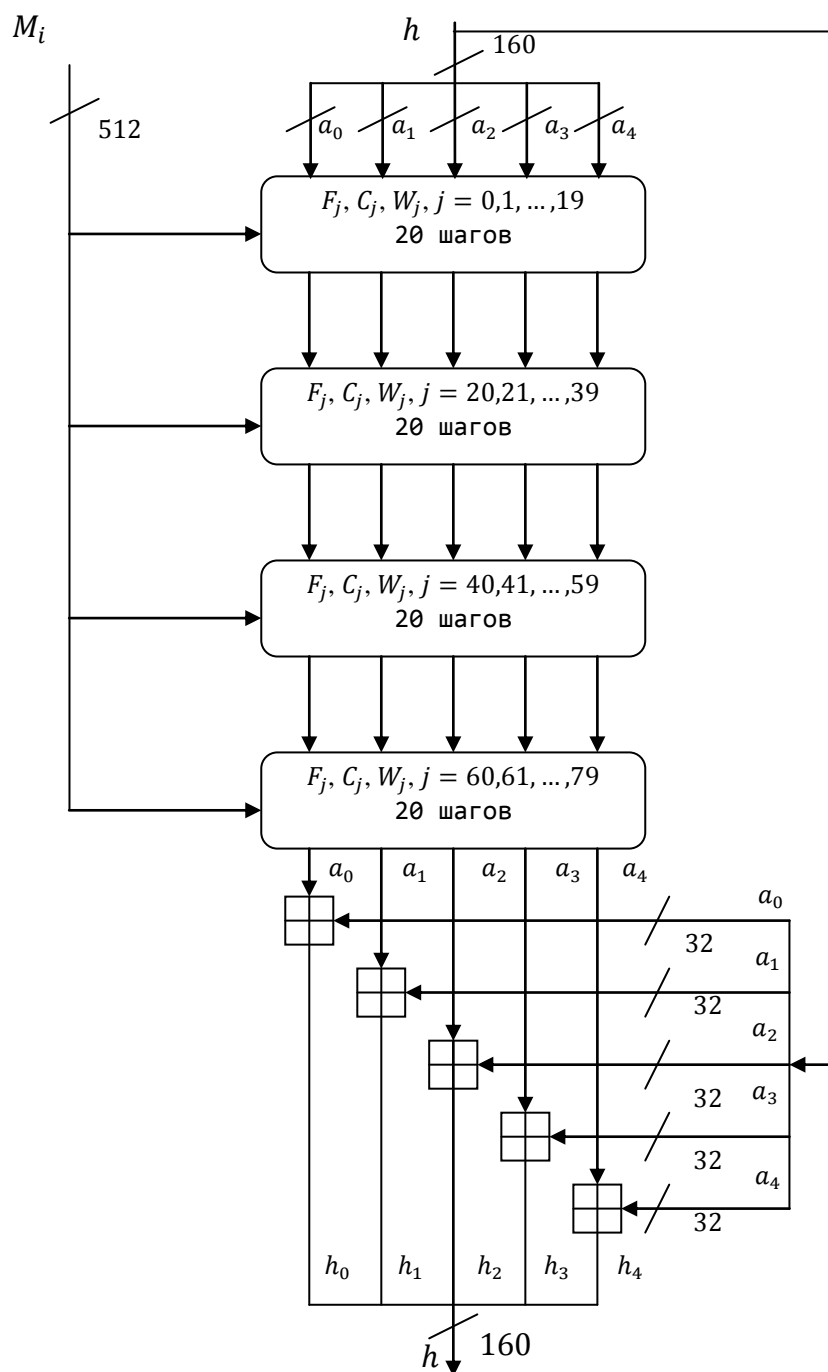 M_i
h
160
512
a_0 a_1 a_2 a_3 a_4
F_j, C_j, W_j, j = 0,1, … ,19
20 шагов
F_j, C_j, W_j, j = 20,21, … ,39
20 шагов
F_j, C_j, W_j, j = 40,41, … ,59
20 шагов
F_j, C_j, W_j, j = 60,61, … ,79
20 шагов
a_0 a_1 a_2 a_3 a_4
a_0
32
a_1
32
a_2
32
a_3
32
a_4
32
h_0 h_1 h_2 h_3 h_4
160
h